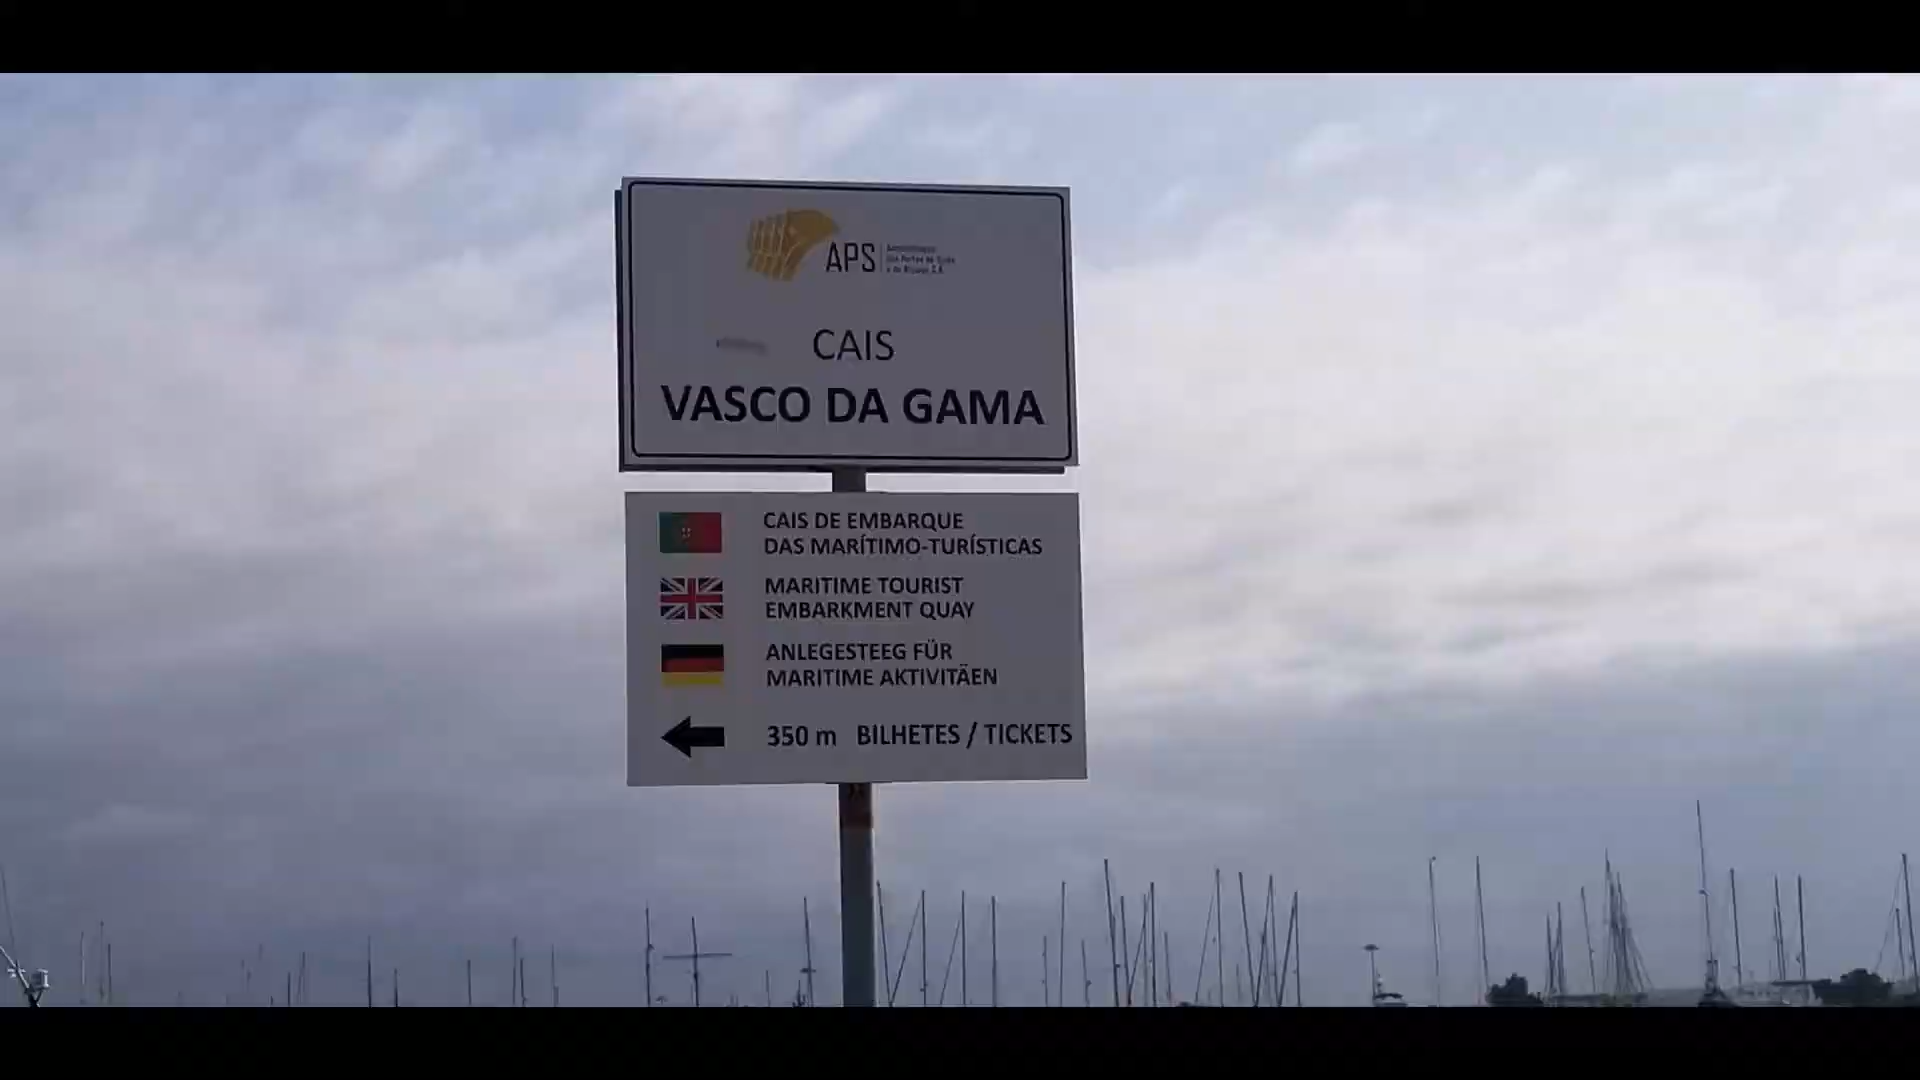 APS
CAIS
VASCO DA GAMA
CAIS DE EMBARQUE
DAS MARÍTIMO-TURÍSTICAS
MARITIME TOURIST
EMBARKMENT QUAY
ANLEGESTEEG FÜR
MARITIME AKTIVITÄEN
350 m BILHETES / TICKETS